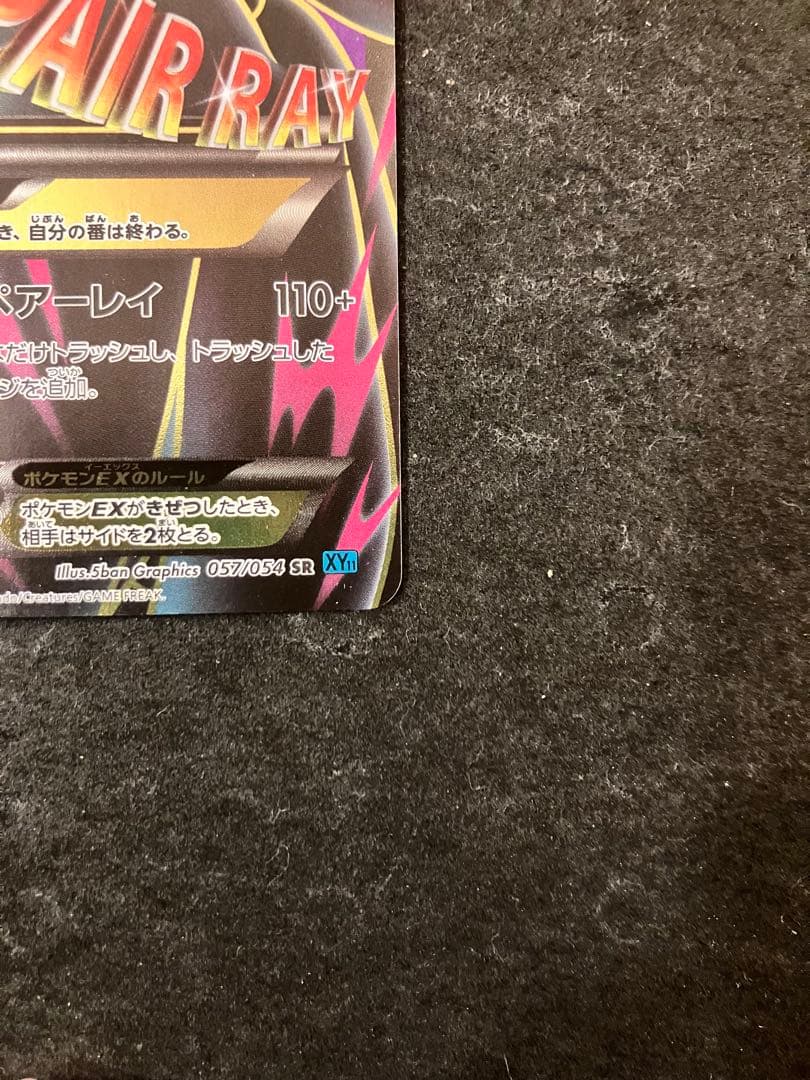 PAIR RAY
き、自分の番は終わる。
ペアーレイ 110+
だけトラッシュし、トラッシュした
ジを追加。
ポケモンEXのルール
ポケモンEXがきぜつしたとき、
相手はサイドを2枚とる。
Illus.5ban Graphics 057/054 SR XY11
/Creatures/GAME FREAK.